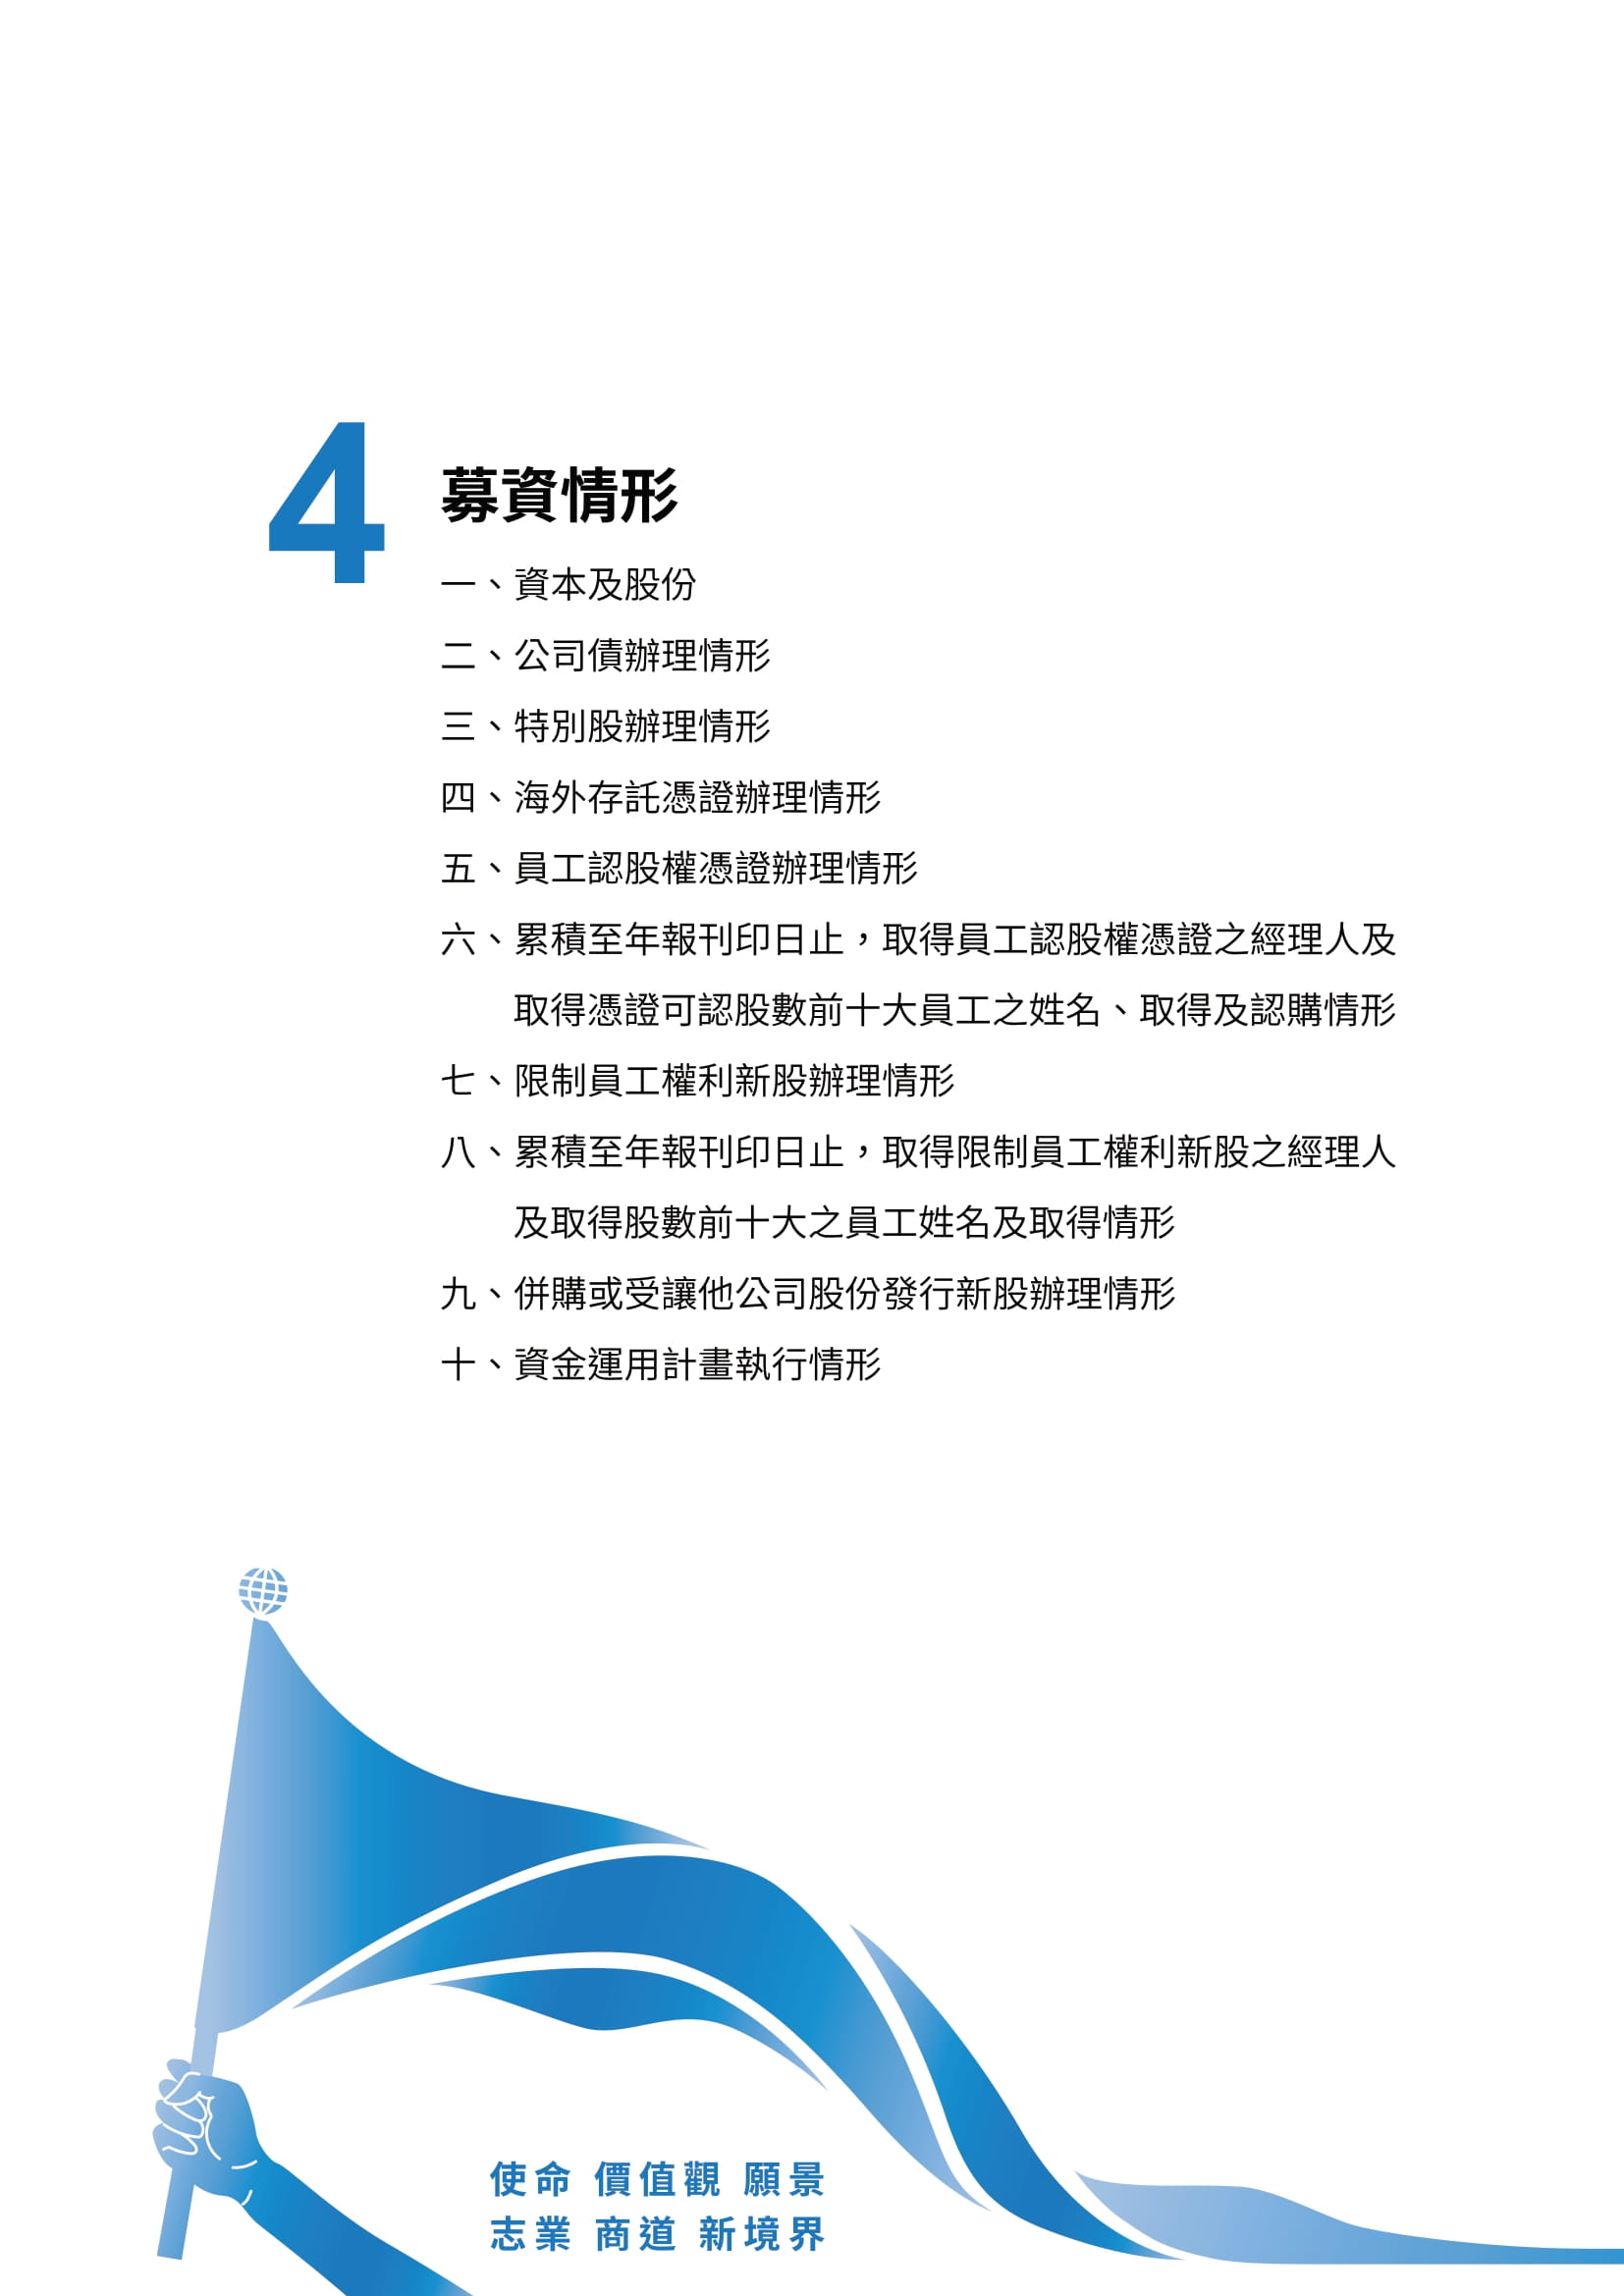 4
募資情形
一、資本及股份
二、公司債辦理情形
三、特別股辦理情形
四、海外存託憑證辦理情形
五、員工認股權憑證辦理情形
六、累積至年報刊印日止，取得員工認股權憑證之經理人及
取得憑證可認股數前十大員工之姓名、取得及認購情形
七、限制員工權利新股辦理情形
八、累積至年報刊印日止，取得限制員工權利新股之經理人
及取得股數前十大之員工姓名及取得情形
九、併購或受讓他公司股份發行新股辦理情形
十、資金運用計畫執行情形
使命 價值觀 願景
志業 商道 新境界